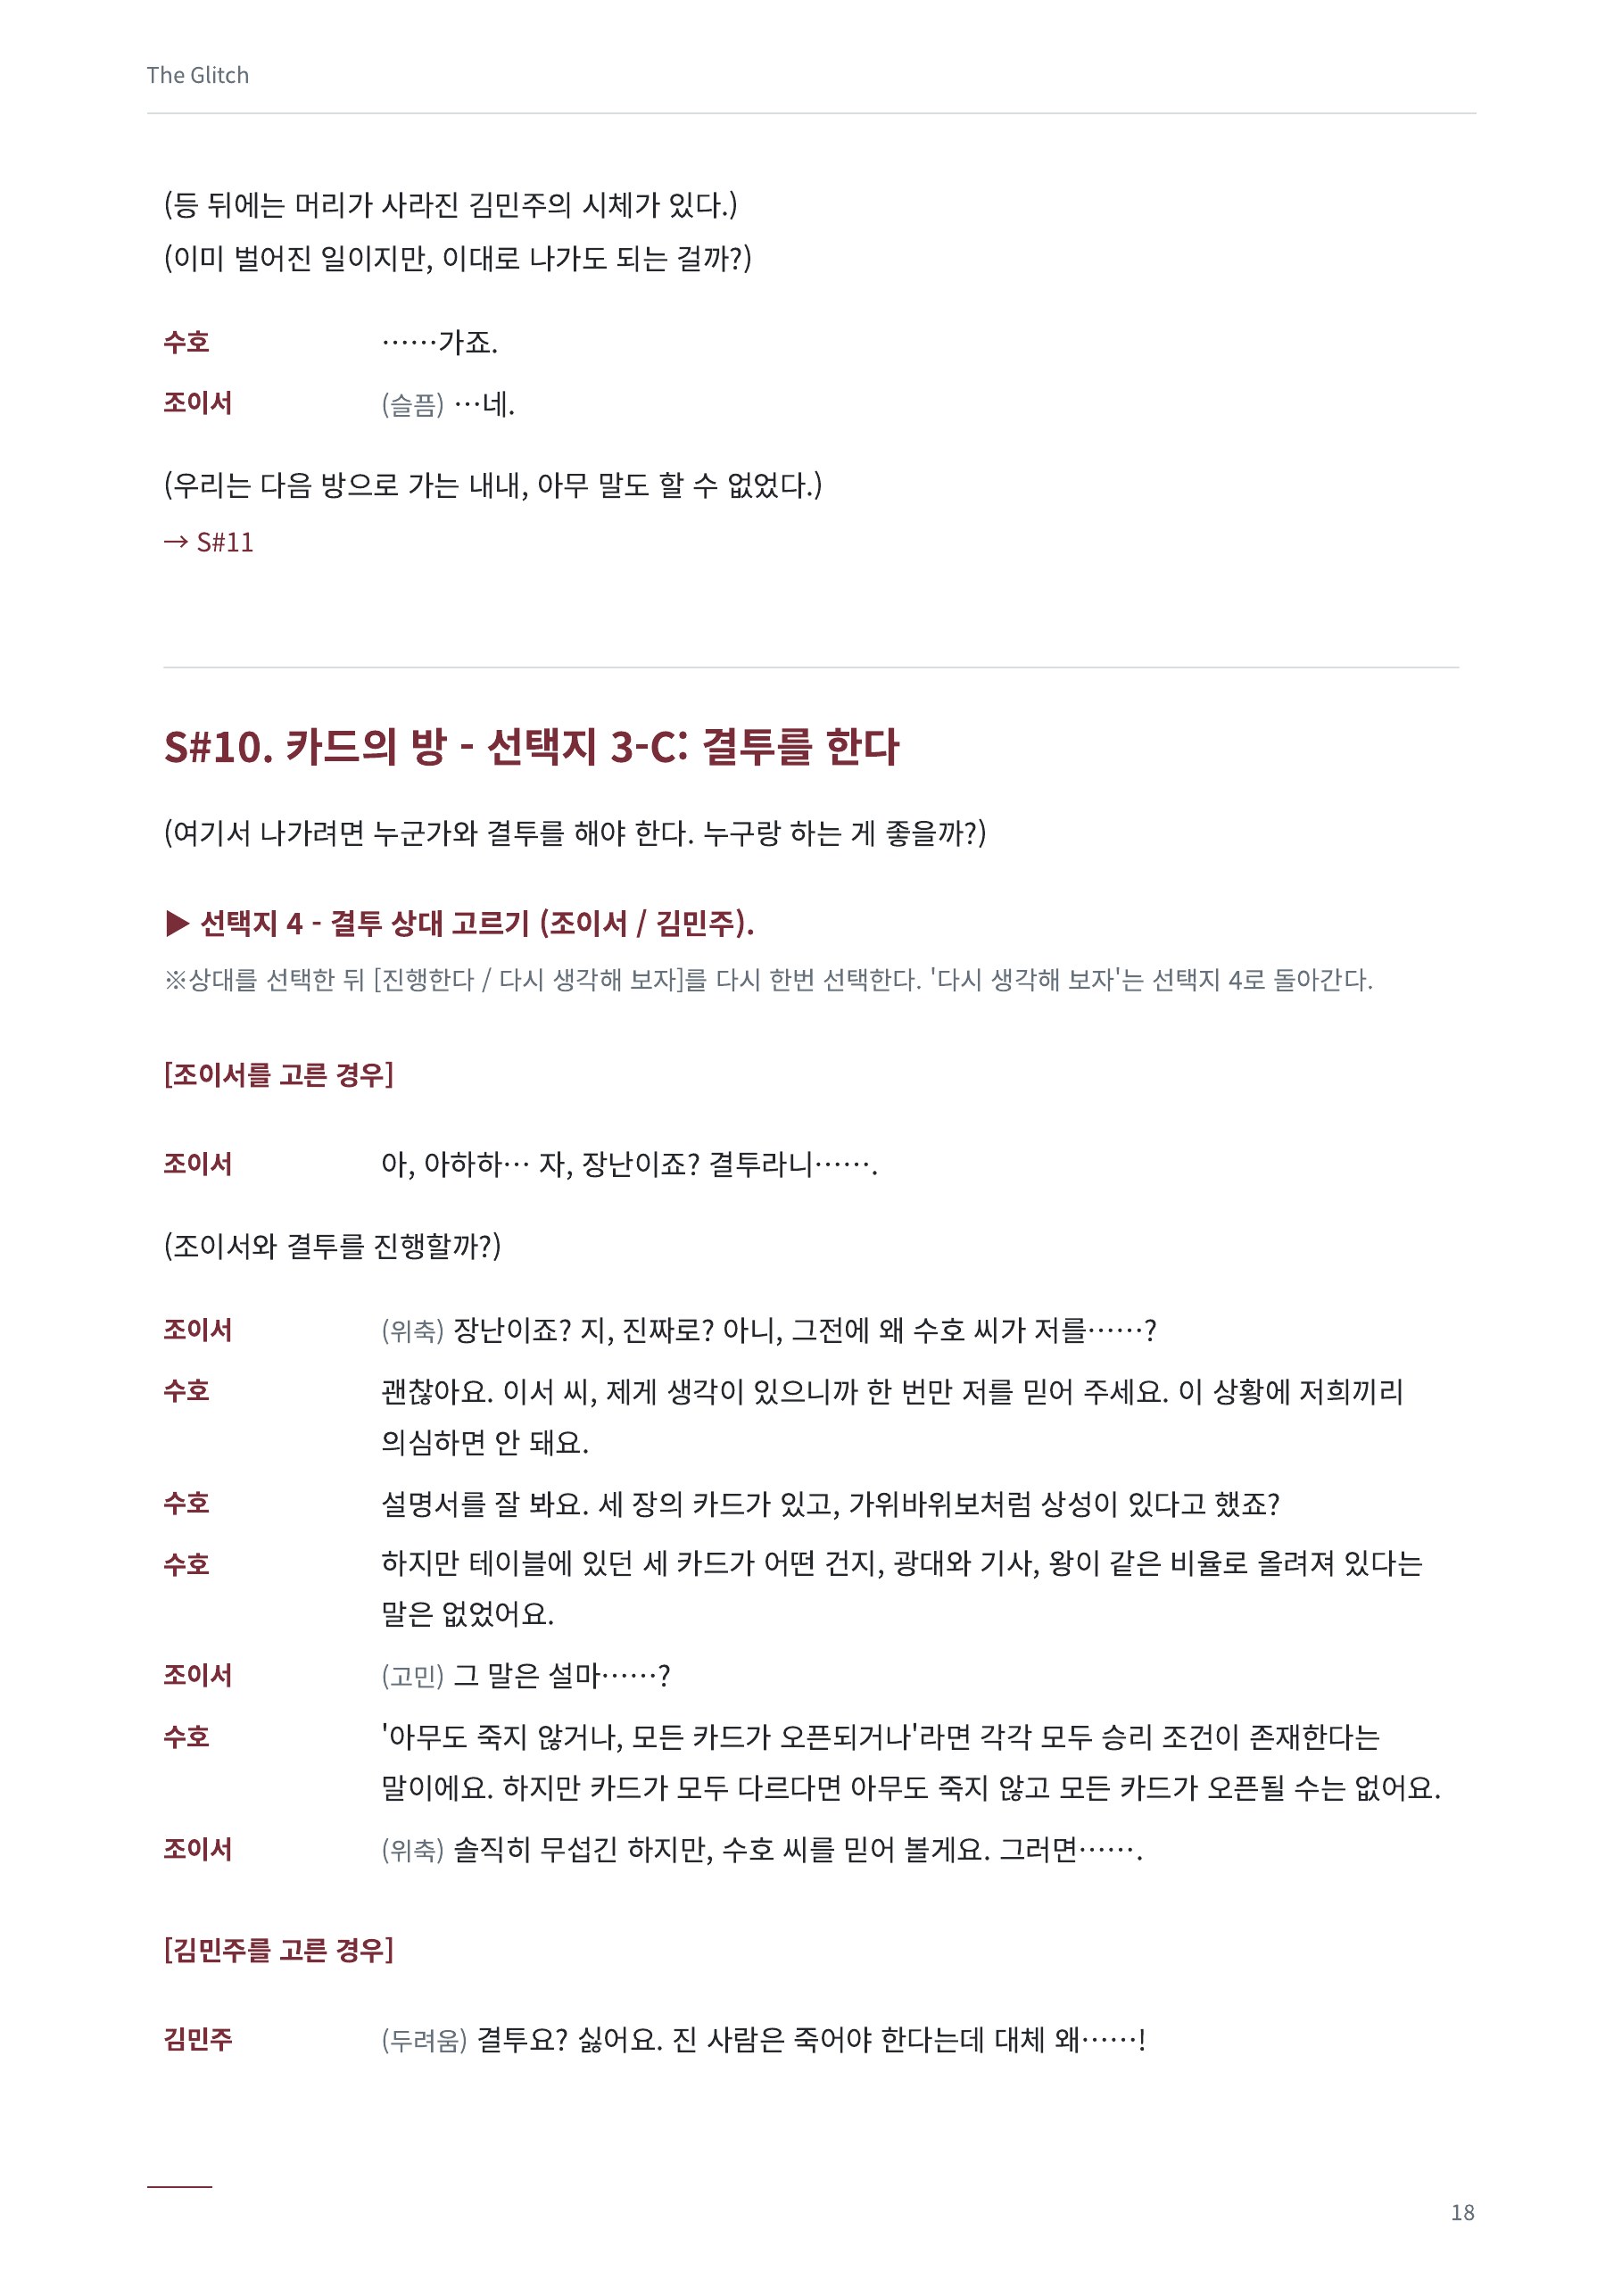 The Glitch
(등 뒤에는 머리가 사라진 김민주의 시체가 있다.)
(이미 벌어진 일이지만, 이대로 나가도 되는 걸까?)
수호 ……가죠.
조이서 (슬픔) …네.
(우리는 다음 방으로 가는 내내, 아무 말도 할 수 없었다.)
→ S#11
S#10. 카드의 방 - 선택지 3-C: 결투를 한다
(여기서 나가려면 누군가와 결투를 해야 한다. 누구랑 하는 게 좋을까?)
▶ 선택지 4 - 결투 상대 고르기 (조이서 / 김민주).
※상대를 선택한 뒤 [진행한다 / 다시 생각해 보자]를 다시 한번 선택한다. '다시 생각해 보자'는 선택지 4로 돌아간다.
[조이서를 고른 경우]
조이서 아, 아하하… 자, 장난이죠? 결투라니…….
(조이서와 결투를 진행할까?)
조이서 (위축) 장난이죠? 지, 진짜로? 아니, 그전에 왜 수호 씨가 저를……?
수호 괜찮아요. 이서 씨, 제게 생각이 있으니까 한 번만 저를 믿어 주세요. 이 상황에 저희끼리
의심하면 안 돼요.
수호 설명서를 잘 봐요. 세 장의 카드가 있고, 가위바위보처럼 상성이 있다고 했죠?
수호 하지만 테이블에 있던 세 카드가 어떤 건지, 광대와 기사, 왕이 같은 비율로 올려져 있다는
말은 없었어요.
조이서 (고민) 그 말은 설마……?
수호 '아무도 죽지 않거나, 모든 카드가 오픈되거나'라면 각각 모두 승리 조건이 존재한다는
말이에요. 하지만 카드가 모두 다르다면 아무도 죽지 않고 모든 카드가 오픈될 수는 없어요.
조이서 (위축) 솔직히 무섭긴 하지만, 수호 씨를 믿어 볼게요. 그러면…….
[김민주를 고른 경우]
김민주 (두려움) 결투요? 싫어요. 진 사람은 죽어야 한다는데 대체 왜……!
18